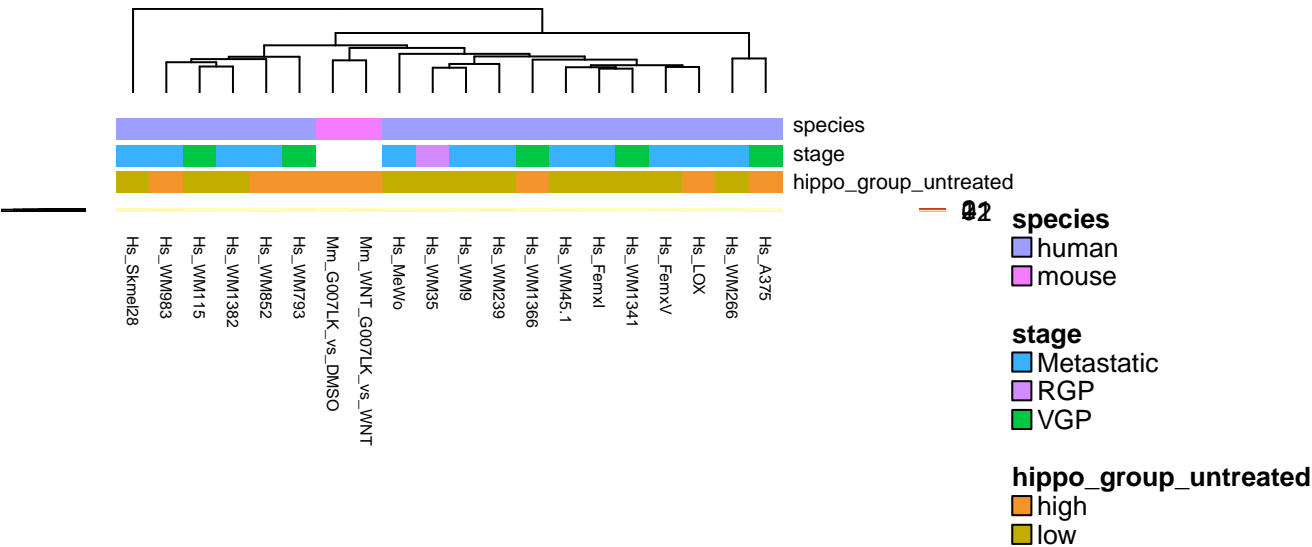 species
stage
hippo_group_untreated
Hs_Skmel28
Hs_WM983
Hs_WM115
Hs_WM1382
Hs_WM852
Hs_WM793
Mm_G007LK_vs_DMSO
Mm_WNT_G007LK_vs_WNT
Hs_MeWo
Hs_WM35
Hs_WM9
Hs_WM239
Hs_WM1366
Hs_WM45.1
Hs_FemxI
Hs_WM1341
Hs_FemxV
Hs_LOX
Hs_WM266
Hs_A375
species
human
mouse
stage
Metastatic
RGP
VGP
hippo_group_untreated
high
low